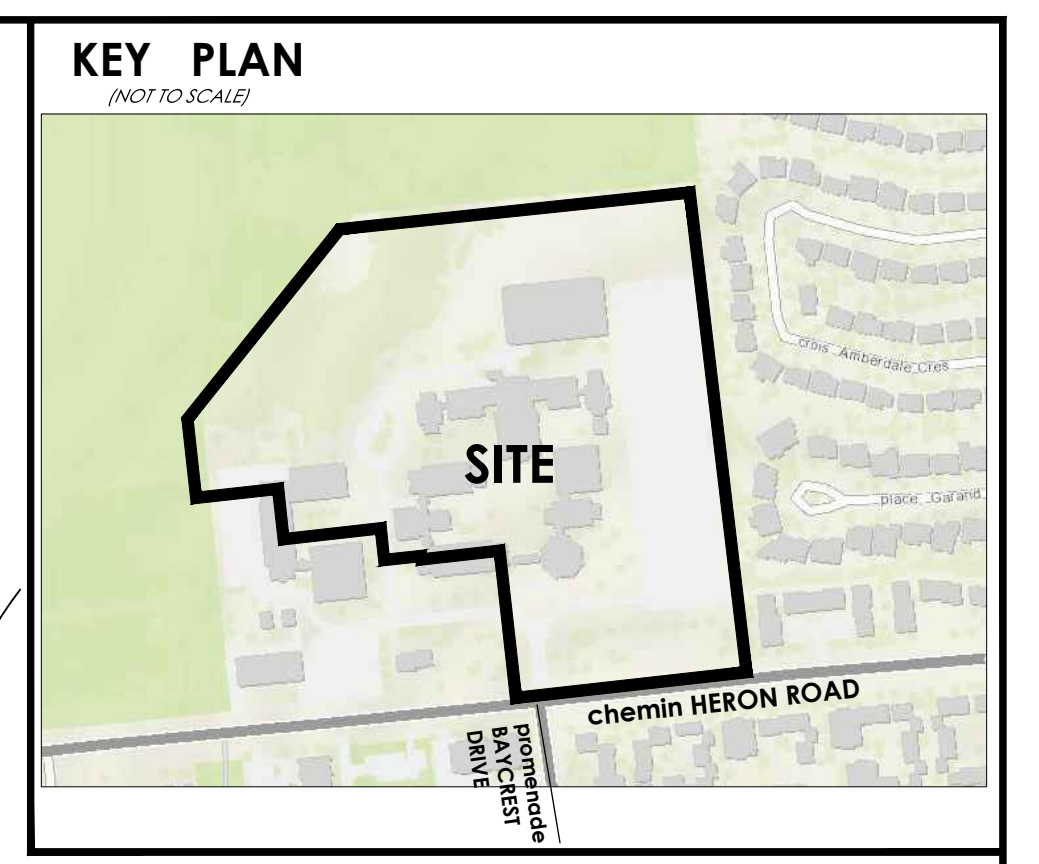 KEY PLAN
(NOT TO SCALE)
crois Amberdale Cres
SITE
place Garand
chemin HERON ROAD
promenade
BAYCREST
DRIVE